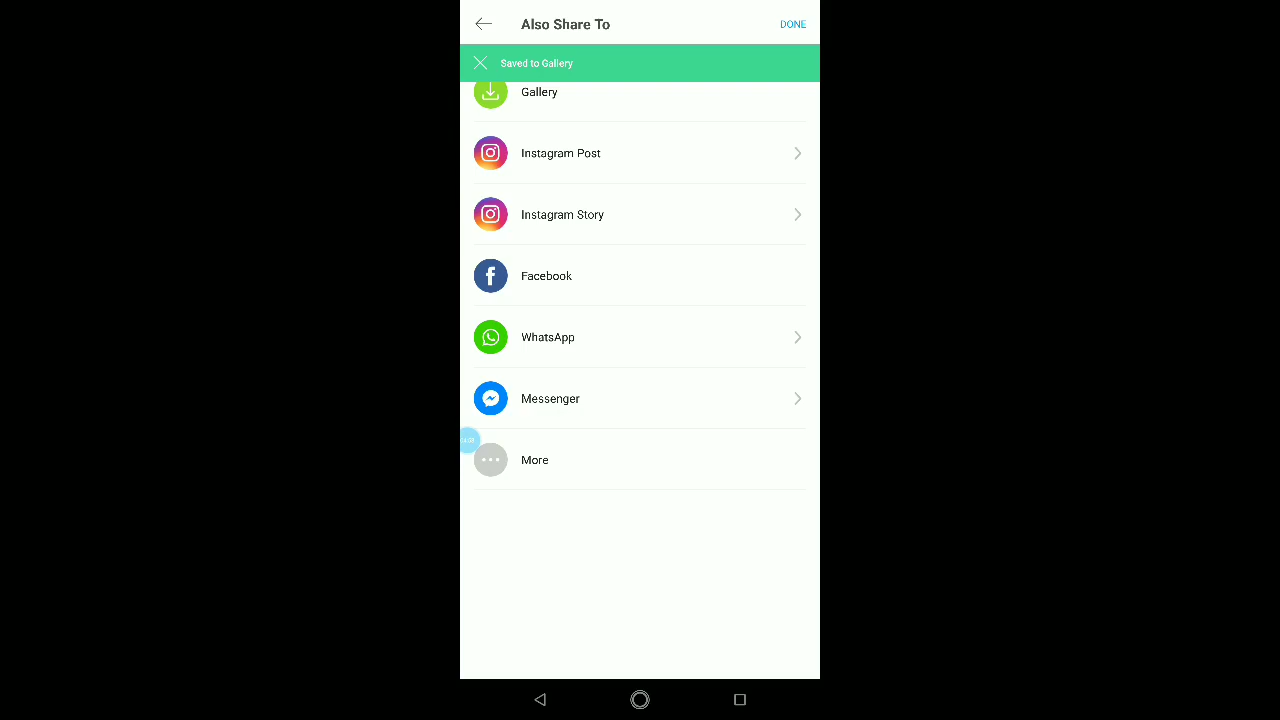 Also Share To
DONE
Saved to Gallery
Gallery
Instagram Post
Instagram Story
Facebook
WhatsApp
Messenger
More